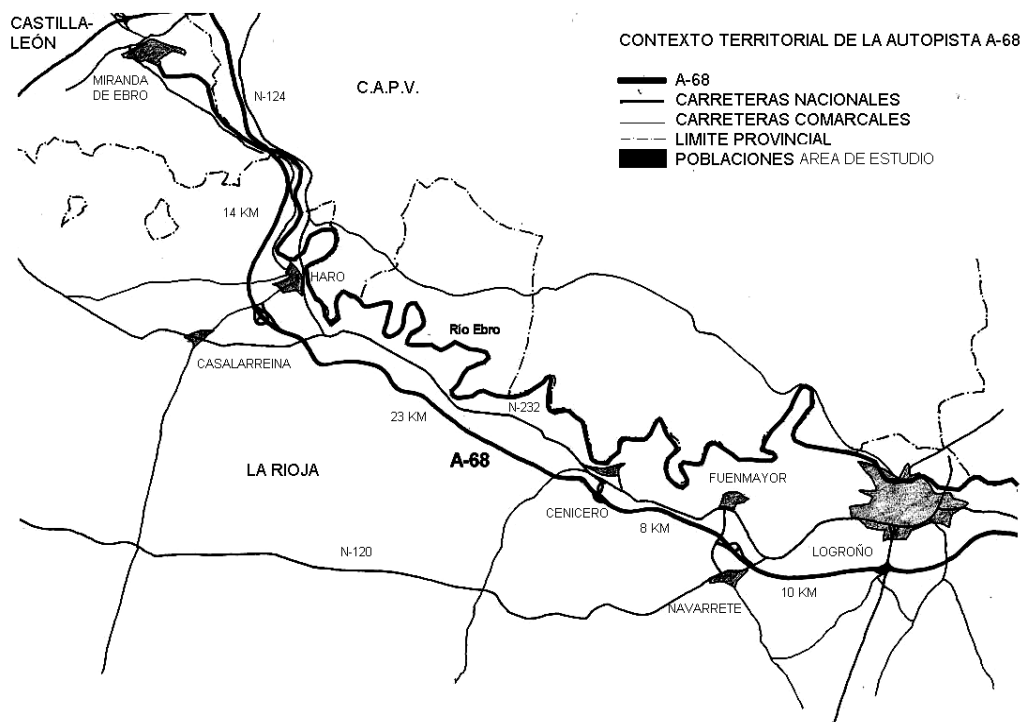 CASTILLA-
LEÓN
CONTEXTO TERRITORIAL DE LA AUTOPISTA A-68
A-68
CARRETERAS NACIONALES
CARRETERAS COMARCALES
LIMITE PROVINCIAL
POBLACIONES AREA DE ESTUDIO
MIRANDA
DE EBRO
N-124
C.A.P.V.
14 KM
HARO
Río Ebro
CASALARREINA
N-232
23 KM
A-68
LA RIOJA
FUENMAYOR
CENICERO
8 KM
N-120
LOGROÑO
10 KM
NAVARRETE